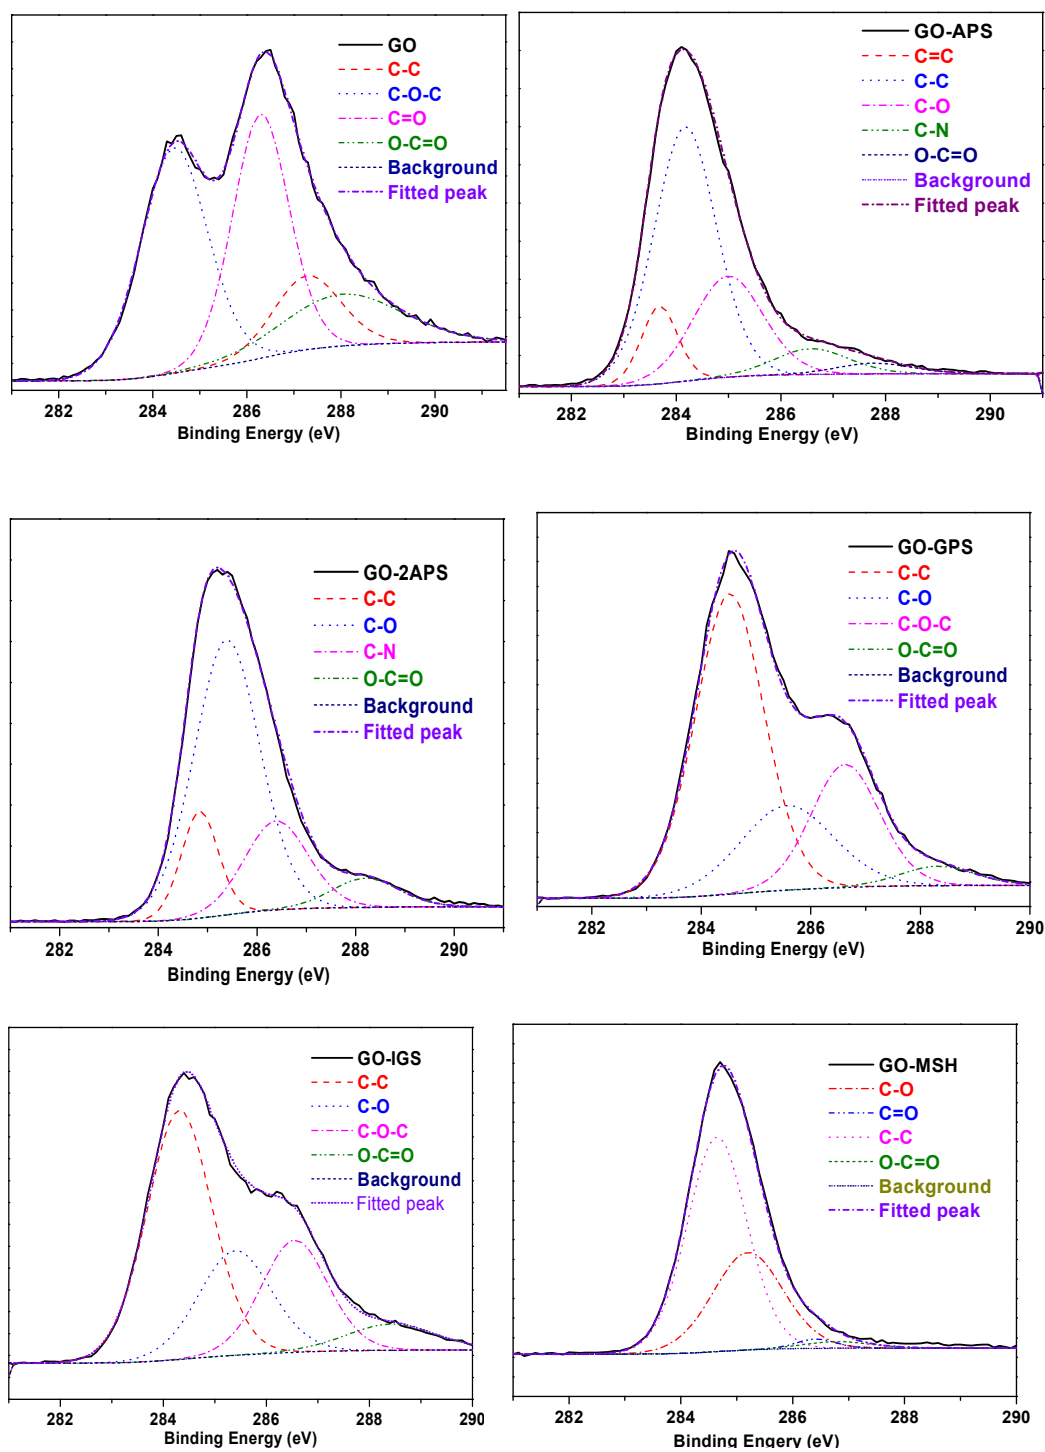 GO
C-C
C-O-C
C=O
O-C=O
Background
Fitted peak
282 284 286 288 290
Binding Energy (eV)
GO-APS
C=C
C-C
C-O
C-N
O-C=O
Background
Fitted peak
282 284 286 288 290
Binding Energy (eV)
GO-2APS
C-C
C-O
C-N
O-C=O
Background
Fitted peak
282 284 286 288 290
Binding Energy (eV)
GO-GPS
C-C
C-O
C-O-C
O-C=O
Background
Fitted peak
282 284 286 288 290
Binding Energy (eV)
GO-IGS
C-C
C-O
C-O-C
O-C=O
Background
Fitted peak
282 284 286 288 290
Binding Energy (eV)
GO-MSH
C-O
C=O
C-C
O-C=O
Background
Fitted peak
282 284 286 288 290
Bindng Engery (eV)